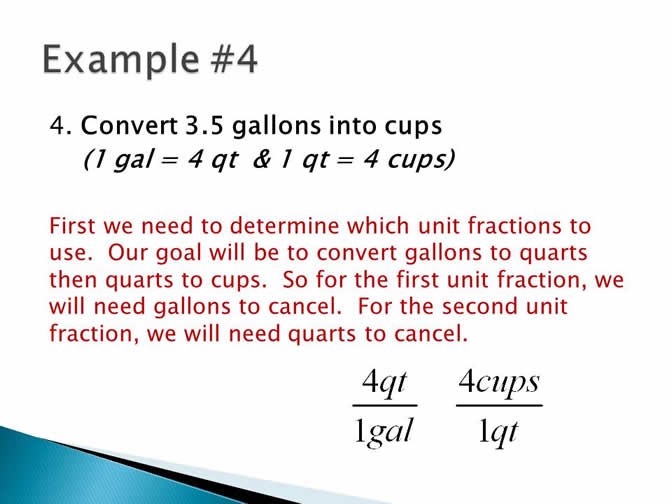 Example #4
4. Convert 3.5 gallons into cups
(1 gal = 4 qt & 1 qt = 4 cups)
First we need to determine which unit fractions to
use. Our goal will be to convert gallons to quarts
then quarts to cups. So for the first unit fraction, we
will need gallons to cancel. For the second unit
fraction, we will need quarts to cancel.
4qt 4cups
1gal 1qt